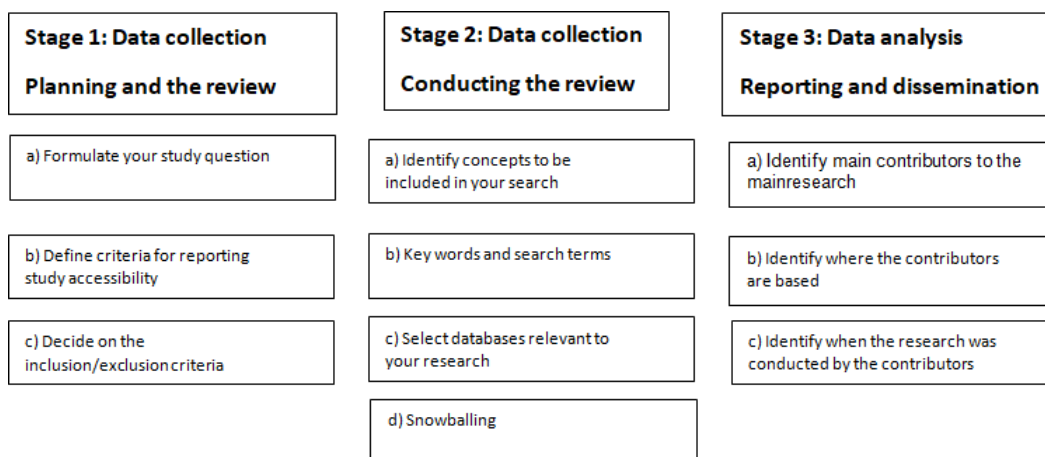 Stage 1: Data collection
Planning and the review
a) Formulate your study question
b) Define criteria for reporting
study accessibility
c) Decide on the
inclusion/exclusion criteria
Stage 2: Data collection
Conducting the review
a) Identify concepts to be
included in your search
b) Key words and search terms
c) Select databases relevant to
your research
d) Snowballing
Stage 3: Data analysis
Reporting and dissemination
a) Identify main contributors to the
mainresearch
b) Identify where the contributors
are based
c) Identify when the research was
conducted by the contributors